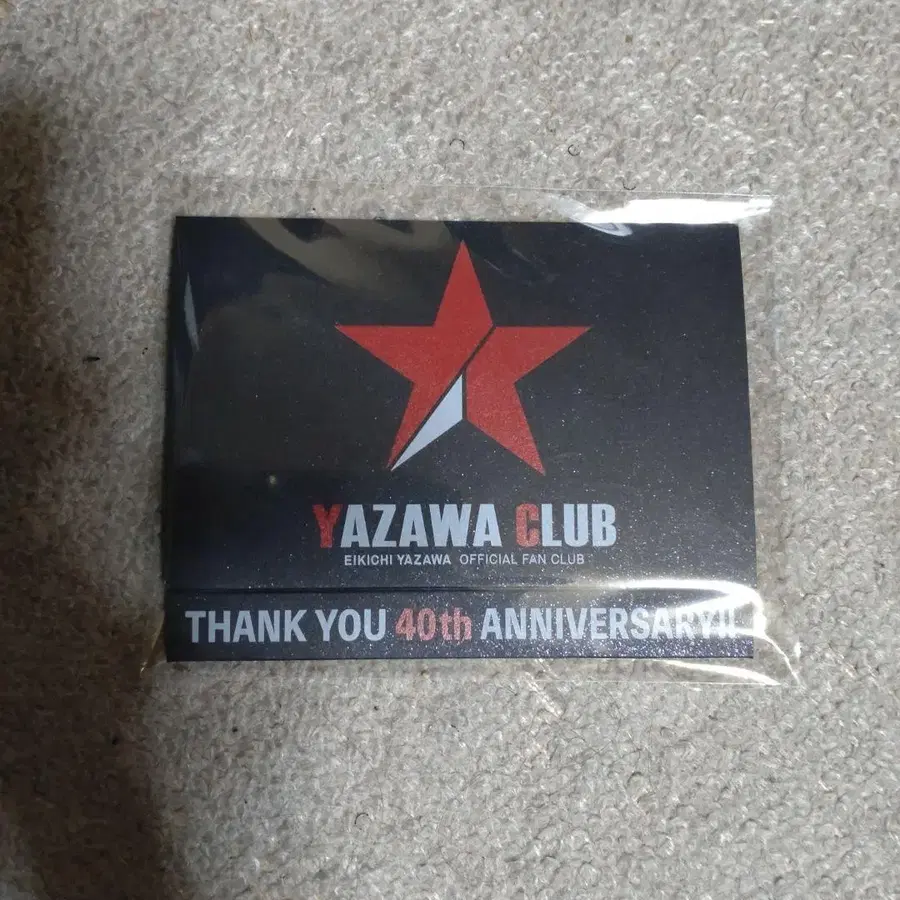 YAZAWA CLUB
EIKICHI YAZAWA OFFICIAL FAN CLUB
THANK YOU 40th ANNIVERSARY!!